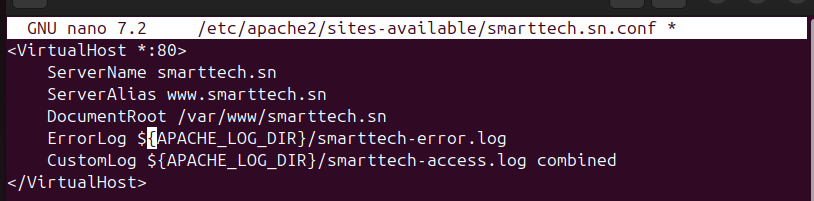 GNU nano 7.2     /etc/apache2/sites-available/smarttech.sn.conf *
<VirtualHost *:80>
    ServerName smarttech.sn
    ServerAlias www.smarttech.sn
    DocumentRoot /var/www/smarttech.sn
    ErrorLog ${APACHE_LOG_DIR}/smarttech-error.log
    CustomLog ${APACHE_LOG_DIR}/smarttech-access.log combined
</VirtualHost>